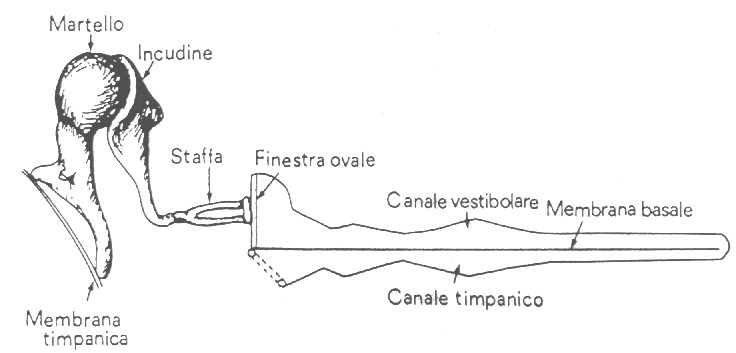 Martello
Incudine
Staffa
Finestra ovale
Canale vestibolare
Membrana basale
Canale timpanico
Membrana
timpanica